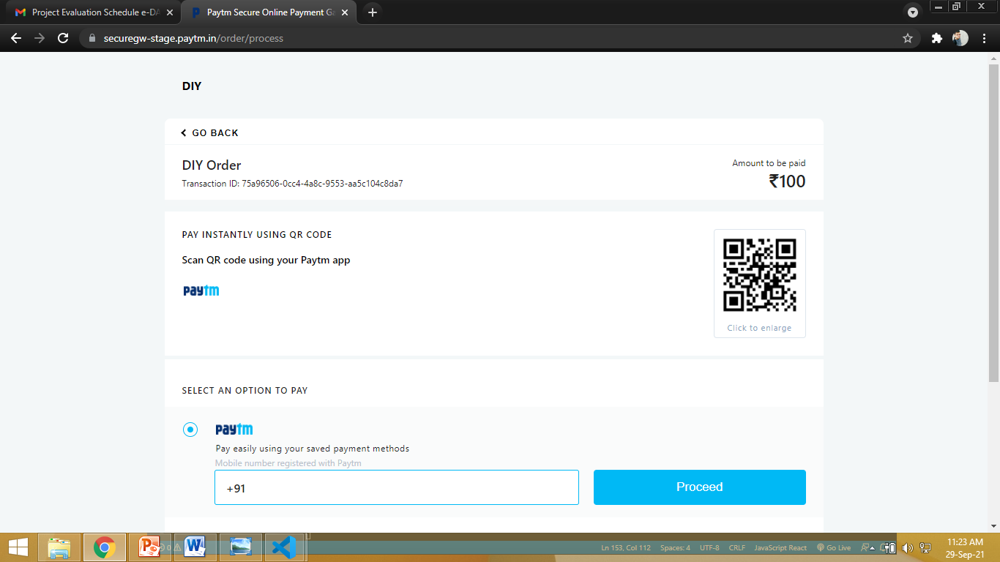 Project Evaluation Schedule e-DA
Paytm Secure Online Payment Ga
securegw-stage.paytm.in/order/process
DIY
GO BACK
DIY Order
Transaction ID: 75a96506-0cc4-4a8c-9553-aa5c104c8da7
Amount to be paid
₹100
PAY INSTANTLY USING QR CODE
Scan QR code using your Paytm app
paytm
Click to enlarge
SELECT AN OPTION TO PAY
paytm
Pay easily using your saved payment methods
Mobile number registered with Paytm
+91
Proceed
0
Ln 153, Col 112 Spaces: 4 UTF-8 CRLF JavaScript React Go Live
11:23 AM
29-Sep-21